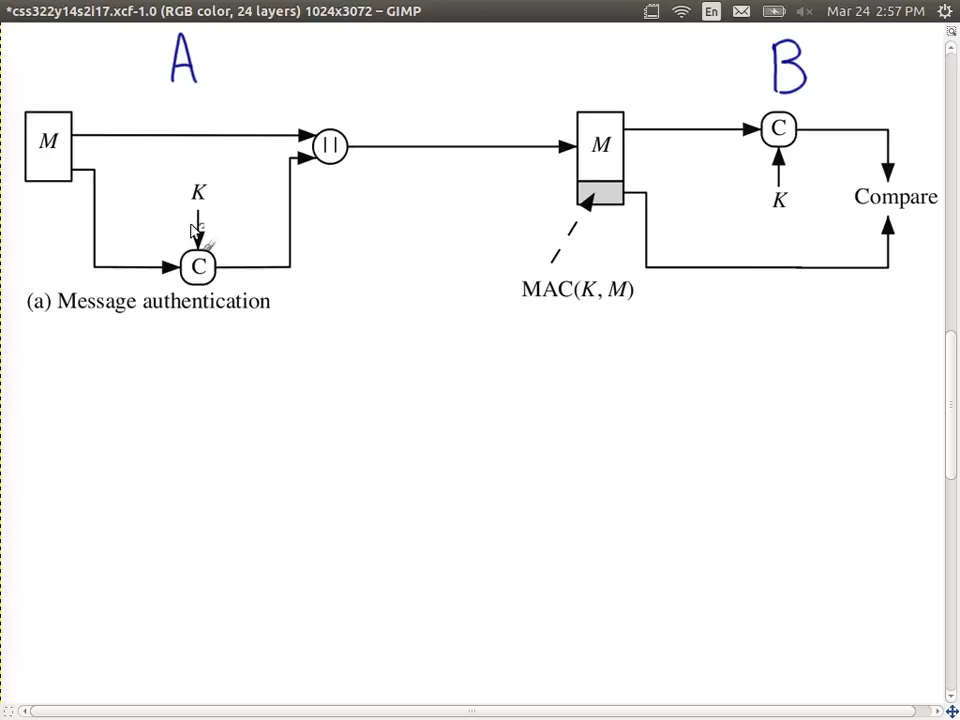 *css322y14s2i17.xcf-1.0 (RGB color, 24 layers) 1024x3072 – GIMP
En
Mar 24 2:57 PM
A
B
M
K
C
||
(a) Message authentication
M
C
K
Compare
MAC(K, M)